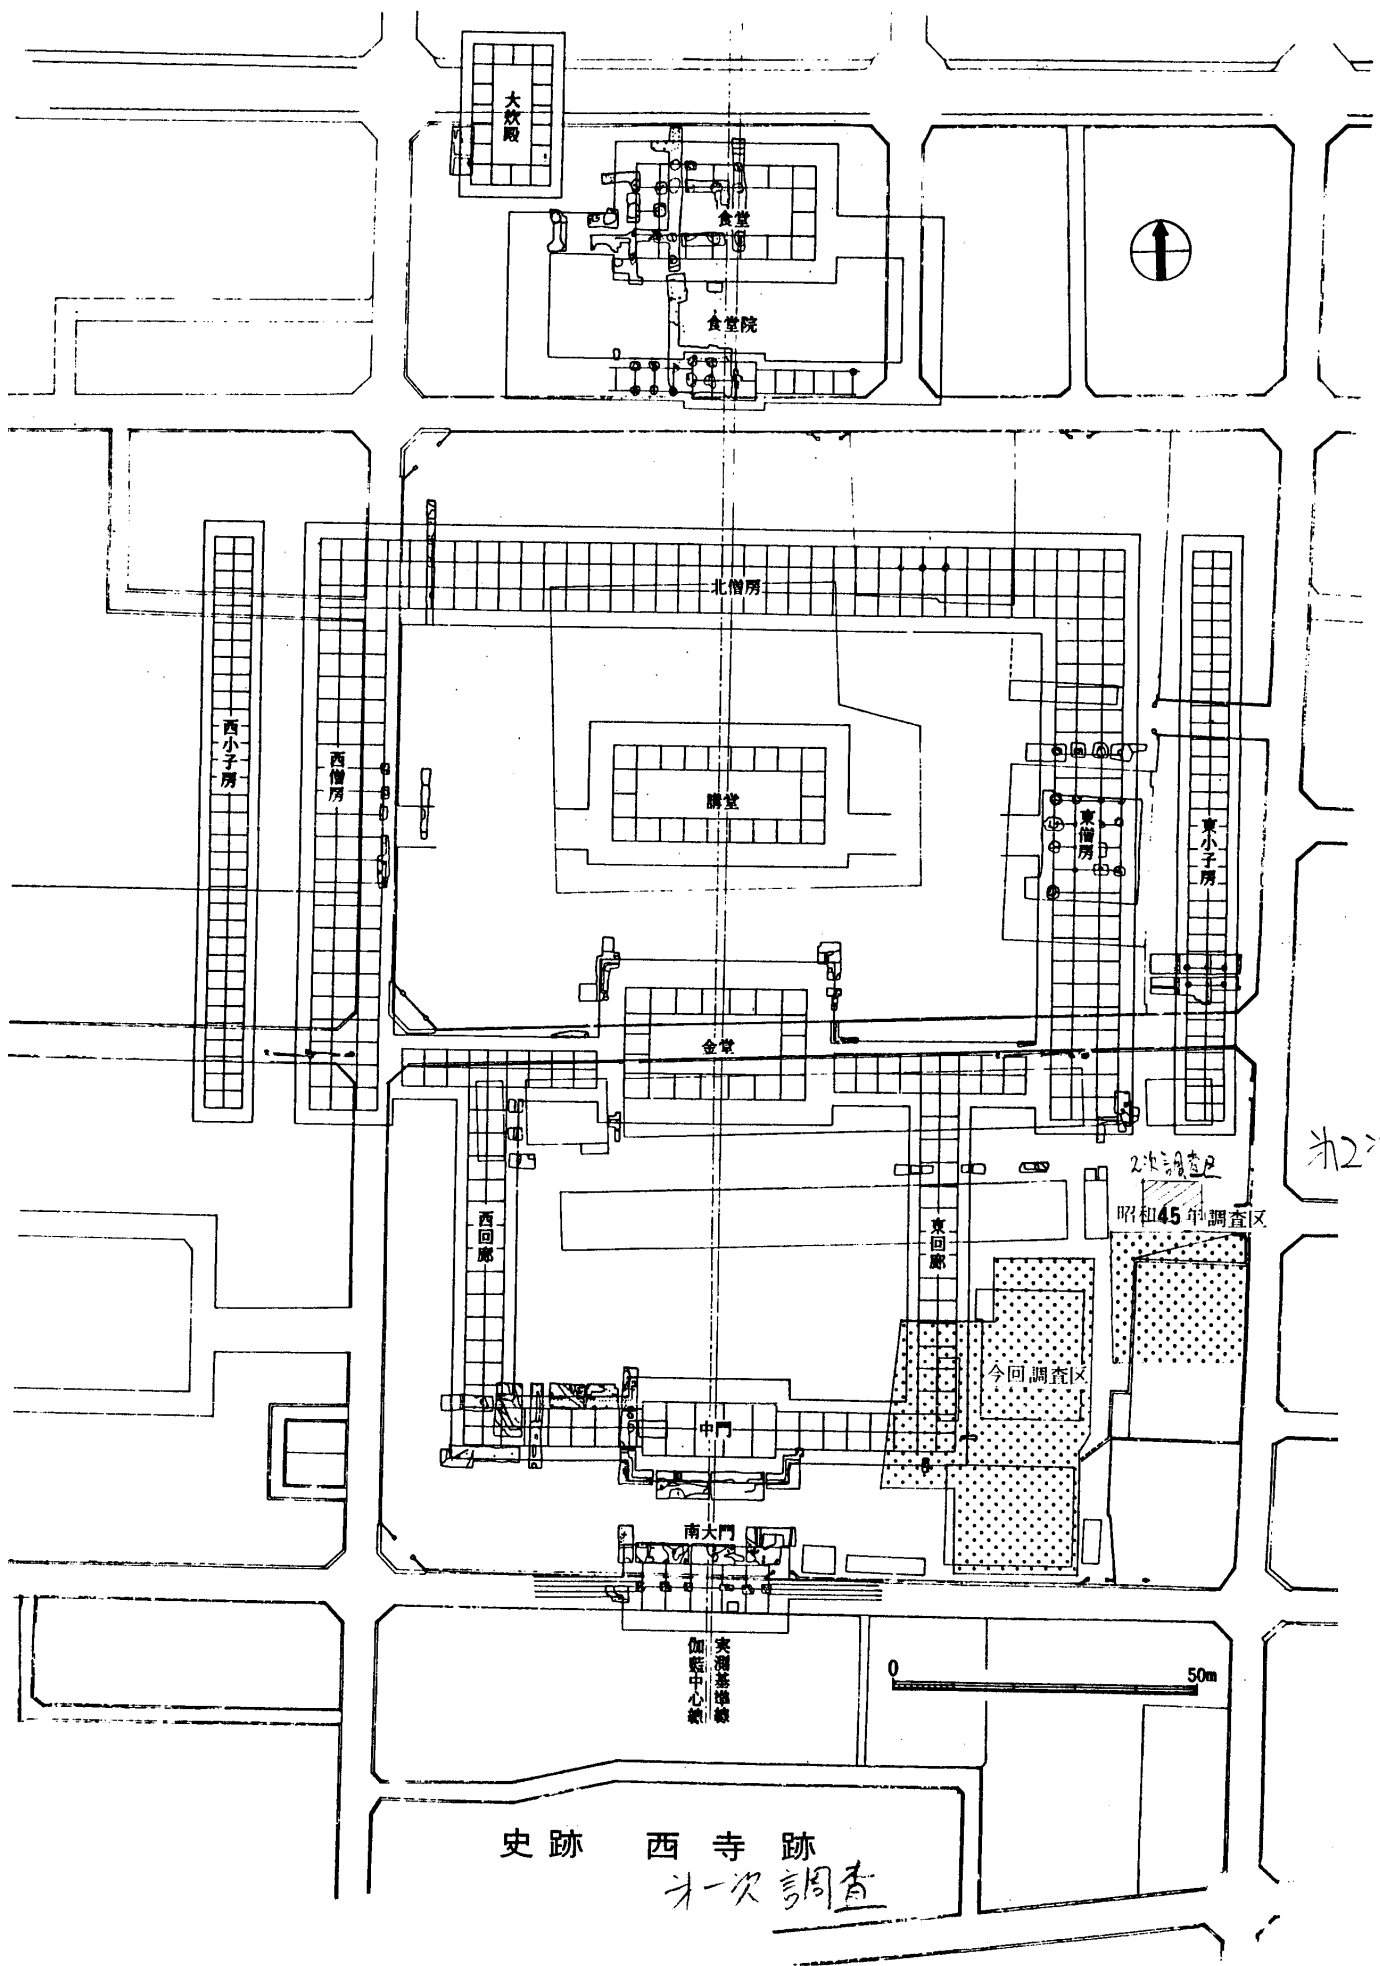 大炊殿
食堂
食堂院
北僧房
西小子房
西僧房
講堂
東僧房
東小子房
金堂
2次調査区
昭和45年調査区
西回廊
東回廊
今回調査区
中門
南大門
実測基準線
伽藍中心線
0 50m
史跡 西寺跡
第一次調査